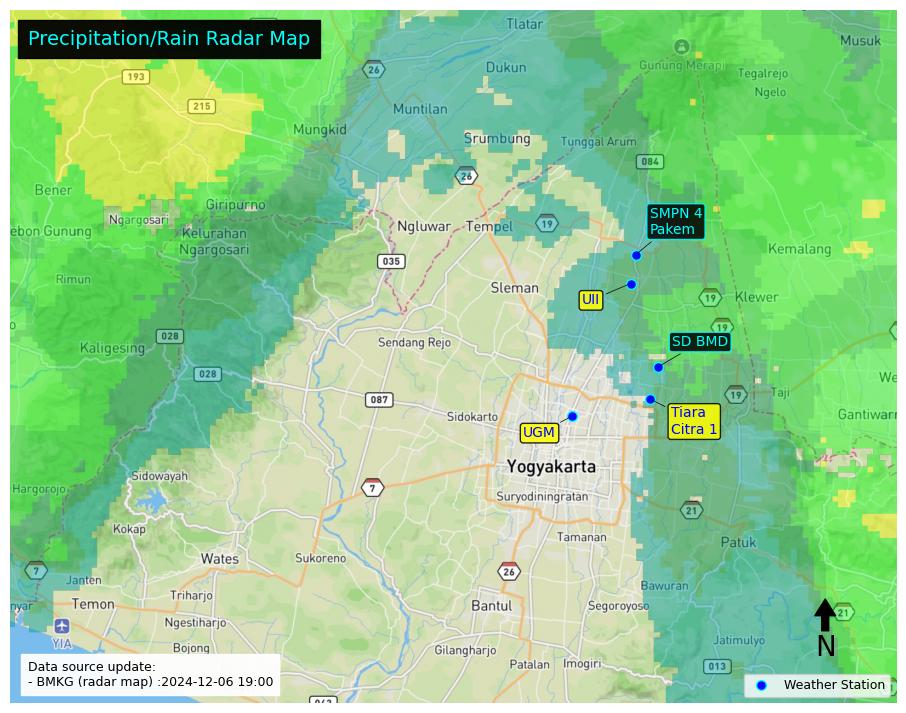 Precipitation/Rain Radar Map
Tlatar
Musuk
26
193
Dukun
Gunung Merapi
Tegalrejo
Ngelo
215
Muntilan
Mungkid
Srumbung
Tunggal Arum
084
26
Bener
Giripurno
Ngargosari
SMPN 4
Pakem
ebon Gunung
Kelurahan
Ngargosari
Ngluwar
Tempel
19
Kemalang
035
Rimun
Sleman
UII
19
Klewer
19
028
Kaligesing
Sendang Rejo
SD BMD
028
We
087
19
Taji
Sidokarto
Tiara
Citra 1
Gantiwarn
UGM
Yogyakarta
Sidowayah
7
Hargorojo
Suryodiningratan
21
Kokap
Tamanan
Patuk
Wates
Sukoreno
7
26
Janten
Bawuran
Triharjo
Temon
Bantul
Segoroyoso
nyar
21
Ngestiharjo
YIA
Jatimulyo
N
Bojong
Gilangharjo
Patalan
Imogiri
013
Data source update:
- BMKG (radar map) :2024-12-06 19:00
Weather Station